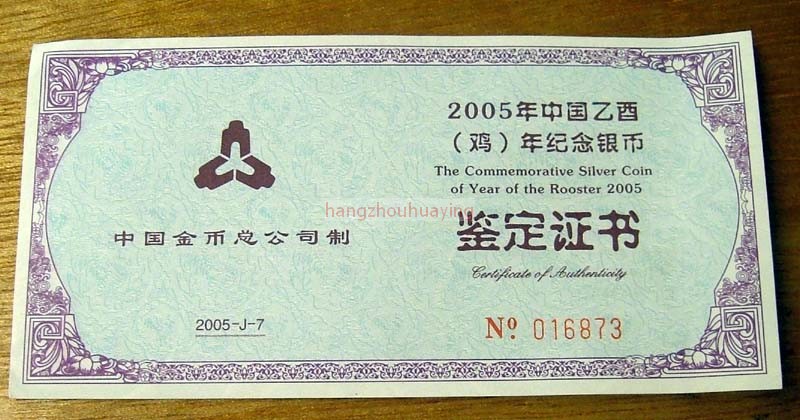 2005年中国乙酉
（鸡）年纪念银币
The Commemorative Silver Coin
of Year of the Rooster 2005
hangzhouhuaying
中国金币总公司制
鉴定证书
Certificate of Authenticity
2005-J-7
Nº 016873